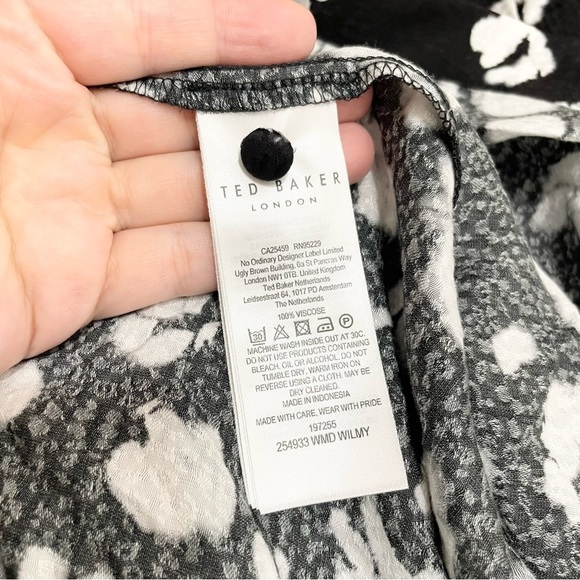 TED BAKER
LONDON
CA25459 RN95229
No Ordinary Designer Label Limited
Ugly Brown Building, 6a St Pancras Way
London NW1 0TB. United Kingdom
Ted Baker Netherlands
Leidsestraat 64, 1017 PD Amsterdam
The Netherlands
100% VISCOSE
30
P
MACHINE WASH INSIDE OUT AT 30C.
DO NOT USE PRODUCTS CONTAINING
BLEACH, OIL OR ALCOHOL. DO NOT
TUMBLE DRY. WARM IRON ON
REVERSE USING A CLOTH. MAY BE
DRY CLEANED.
MADE IN INDONESIA
MADE WITH CARE. WEAR WITH PRIDE
197255
254933 WMD WILMY